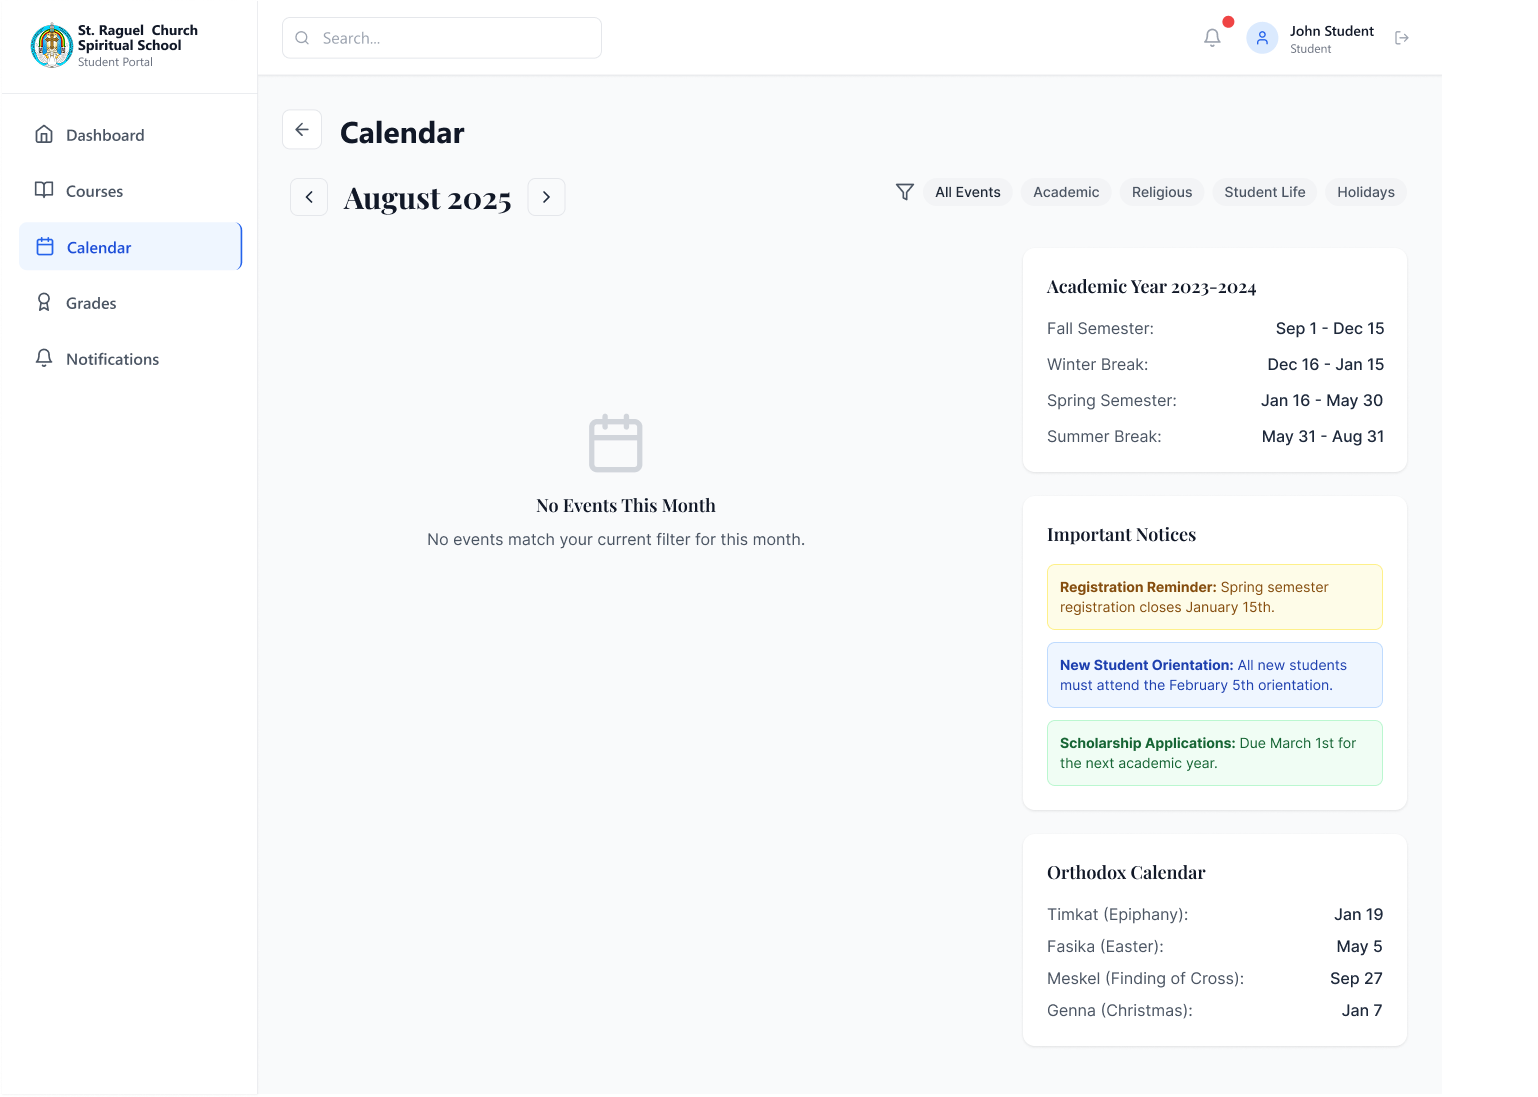 St. Raguel Church
Spiritual School
Student Portal
Search...
John Student
Student
Dashboard
Courses
Calendar
Grades
Notifications
Calendar
August 2025
All Events
Academic
Religious
Student Life
Holidays
No Events This Month
No events match your current filter for this month.
Academic Year 2023-2024
Fall Semester: Sep 1 - Dec 15
Winter Break: Dec 16 - Jan 15
Spring Semester: Jan 16 - May 30
Summer Break: May 31 - Aug 31
Important Notices
Registration Reminder: Spring semester
registration closes January 15th.
New Student Orientation: All new students
must attend the February 5th orientation.
Scholarship Applications: Due March 1st for
the next academic year.
Orthodox Calendar
Timkat (Epiphany): Jan 19
Fasika (Easter): May 5
Meskel (Finding of Cross): Sep 27
Genna (Christmas): Jan 7